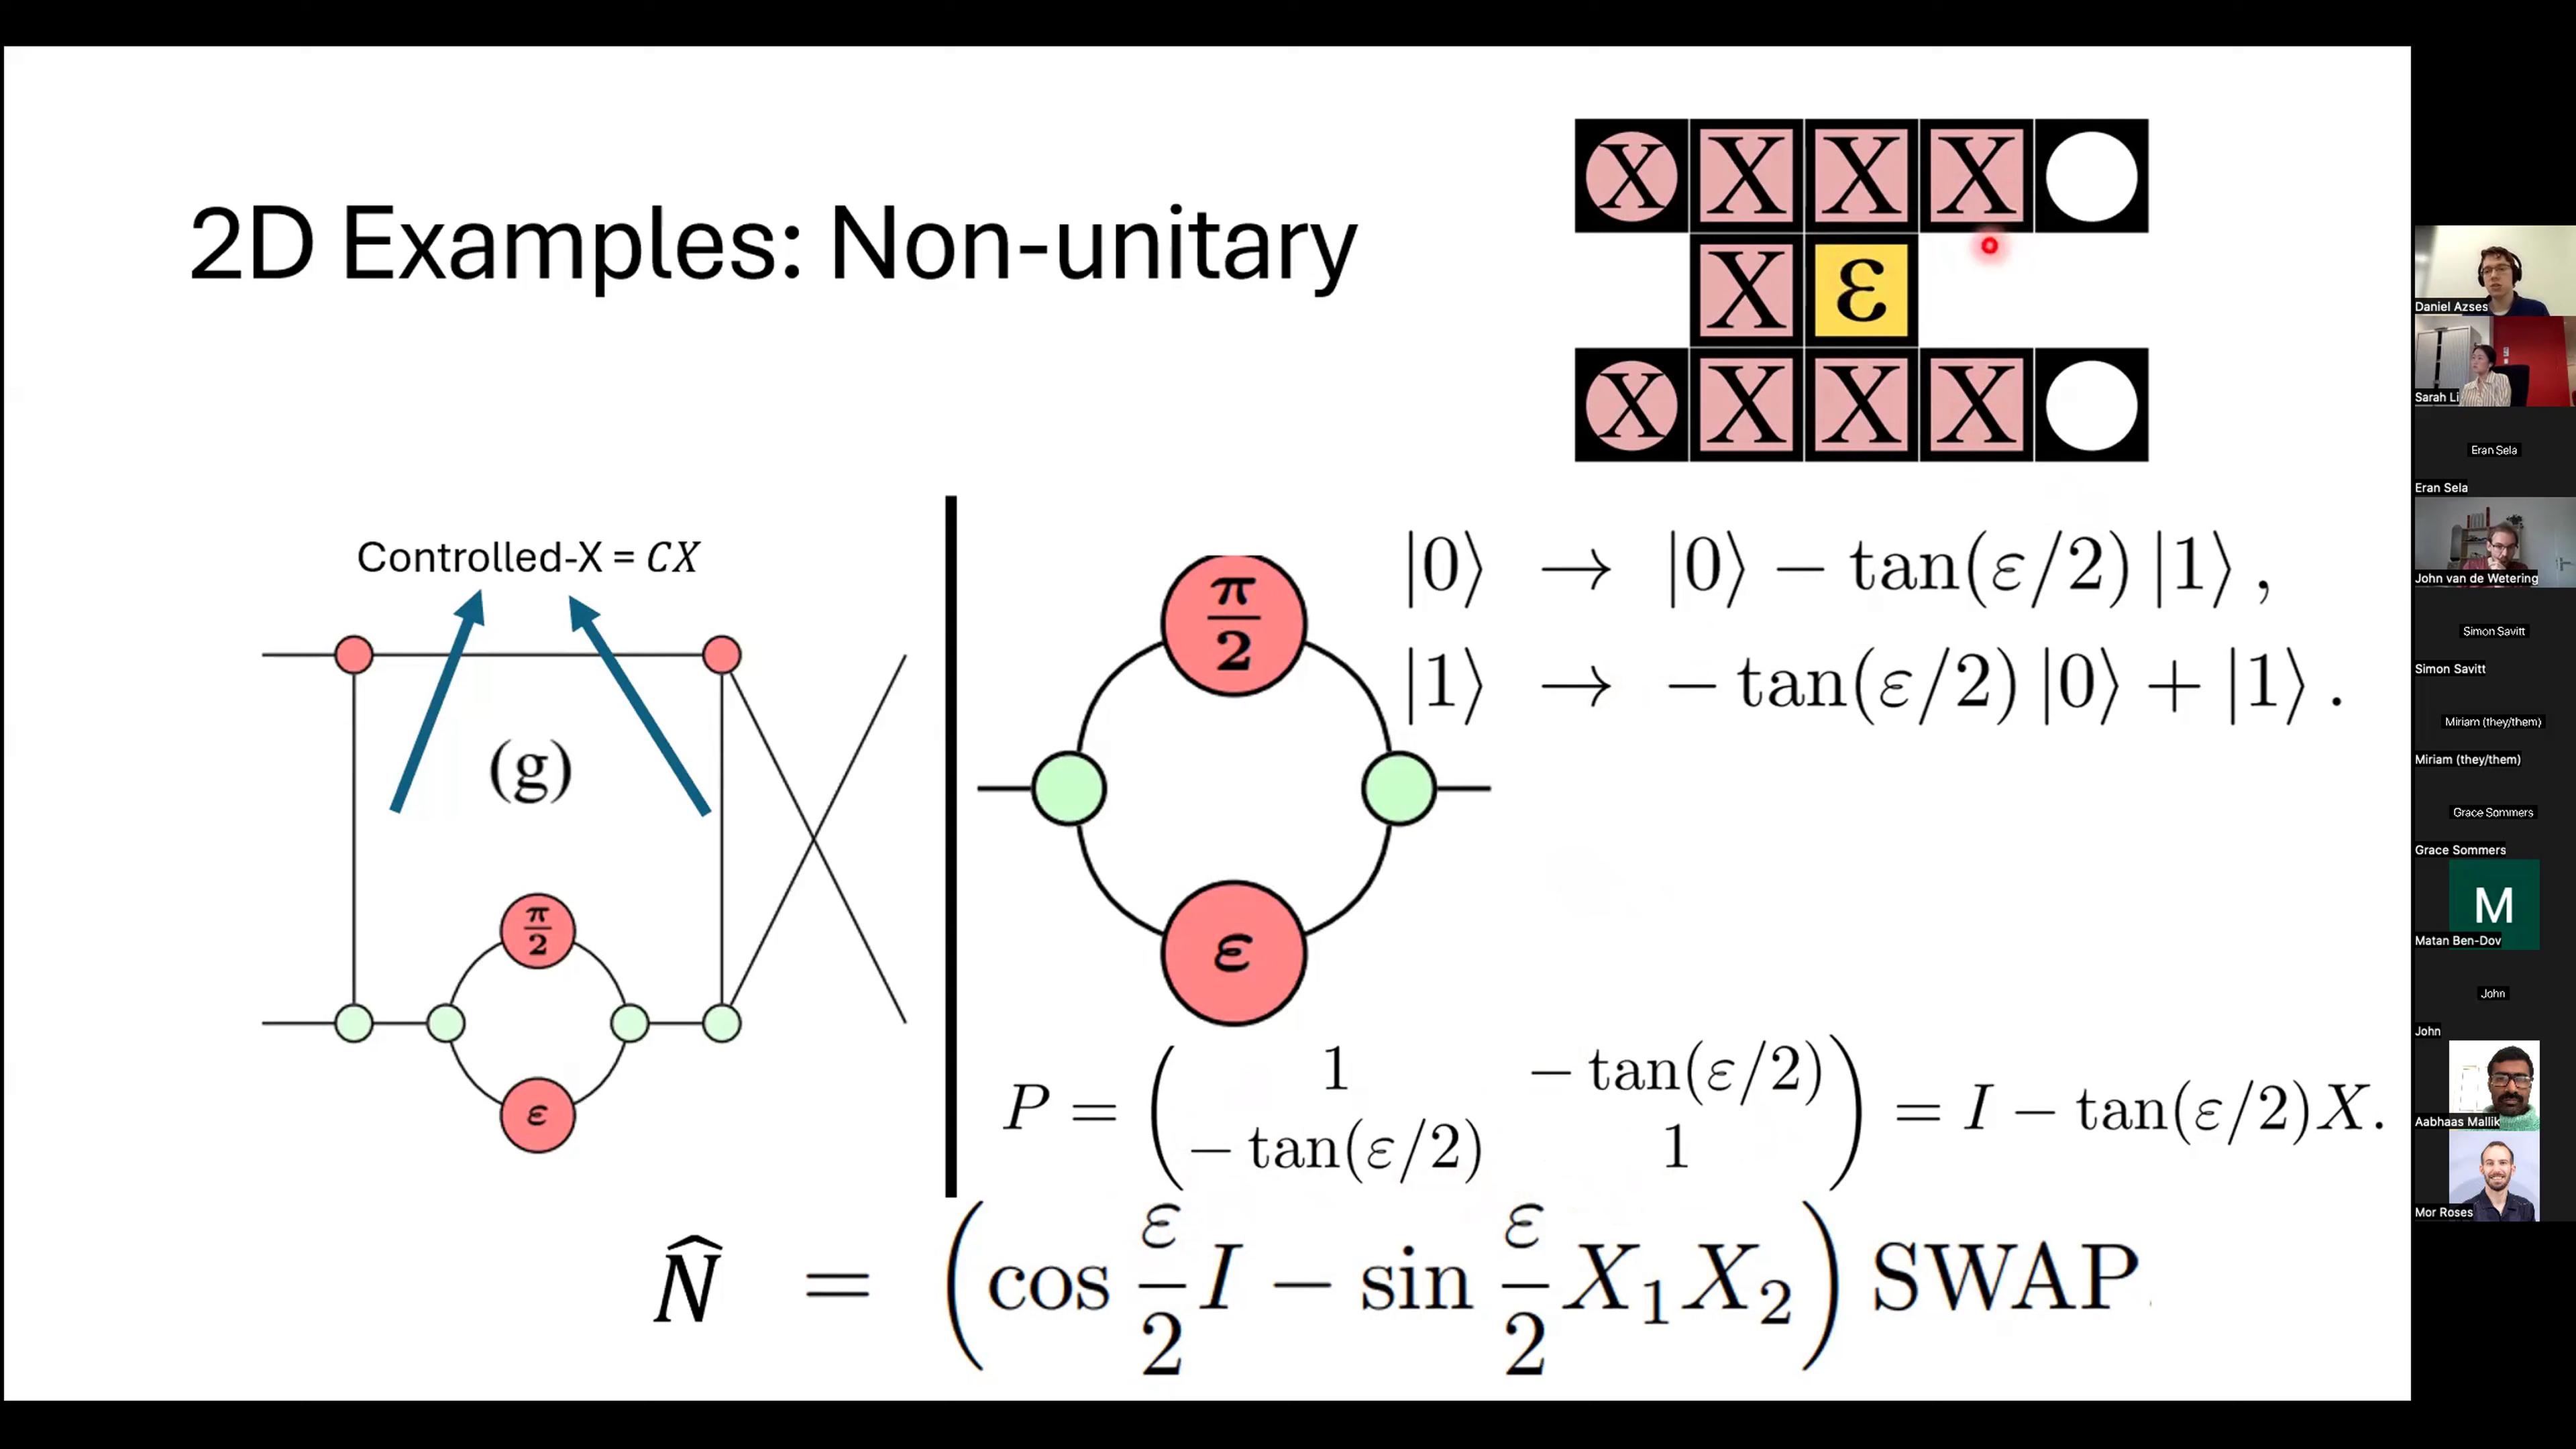 2D Examples: Non-unitary
X X X X
X ε
X X X X
Controlled-X = CX
(g)
π/2
ε
π/2
ε
|0⟩ → |0⟩ − tan(ε/2) |1⟩ ,
|1⟩ → − tan(ε/2) |0⟩ + |1⟩ .
P = ( 1 − tan(ε/2)
− tan(ε/2) 1 ) = I − tan(ε/2)X.
N̂ = (cos ε/2 I − sin ε/2 X₁X₂) SWAP
Daniel Azses
Sarah Li
Eran Sela
Eran Sela
John van de Wetering
Simon Savitt
Simon Savitt
Miriam (they/them)
Miriam (they/them)
Grace Sommers
Grace Sommers
M
Matan Ben-Dov
John
John
Aabhaas Mallik
Mor Roses